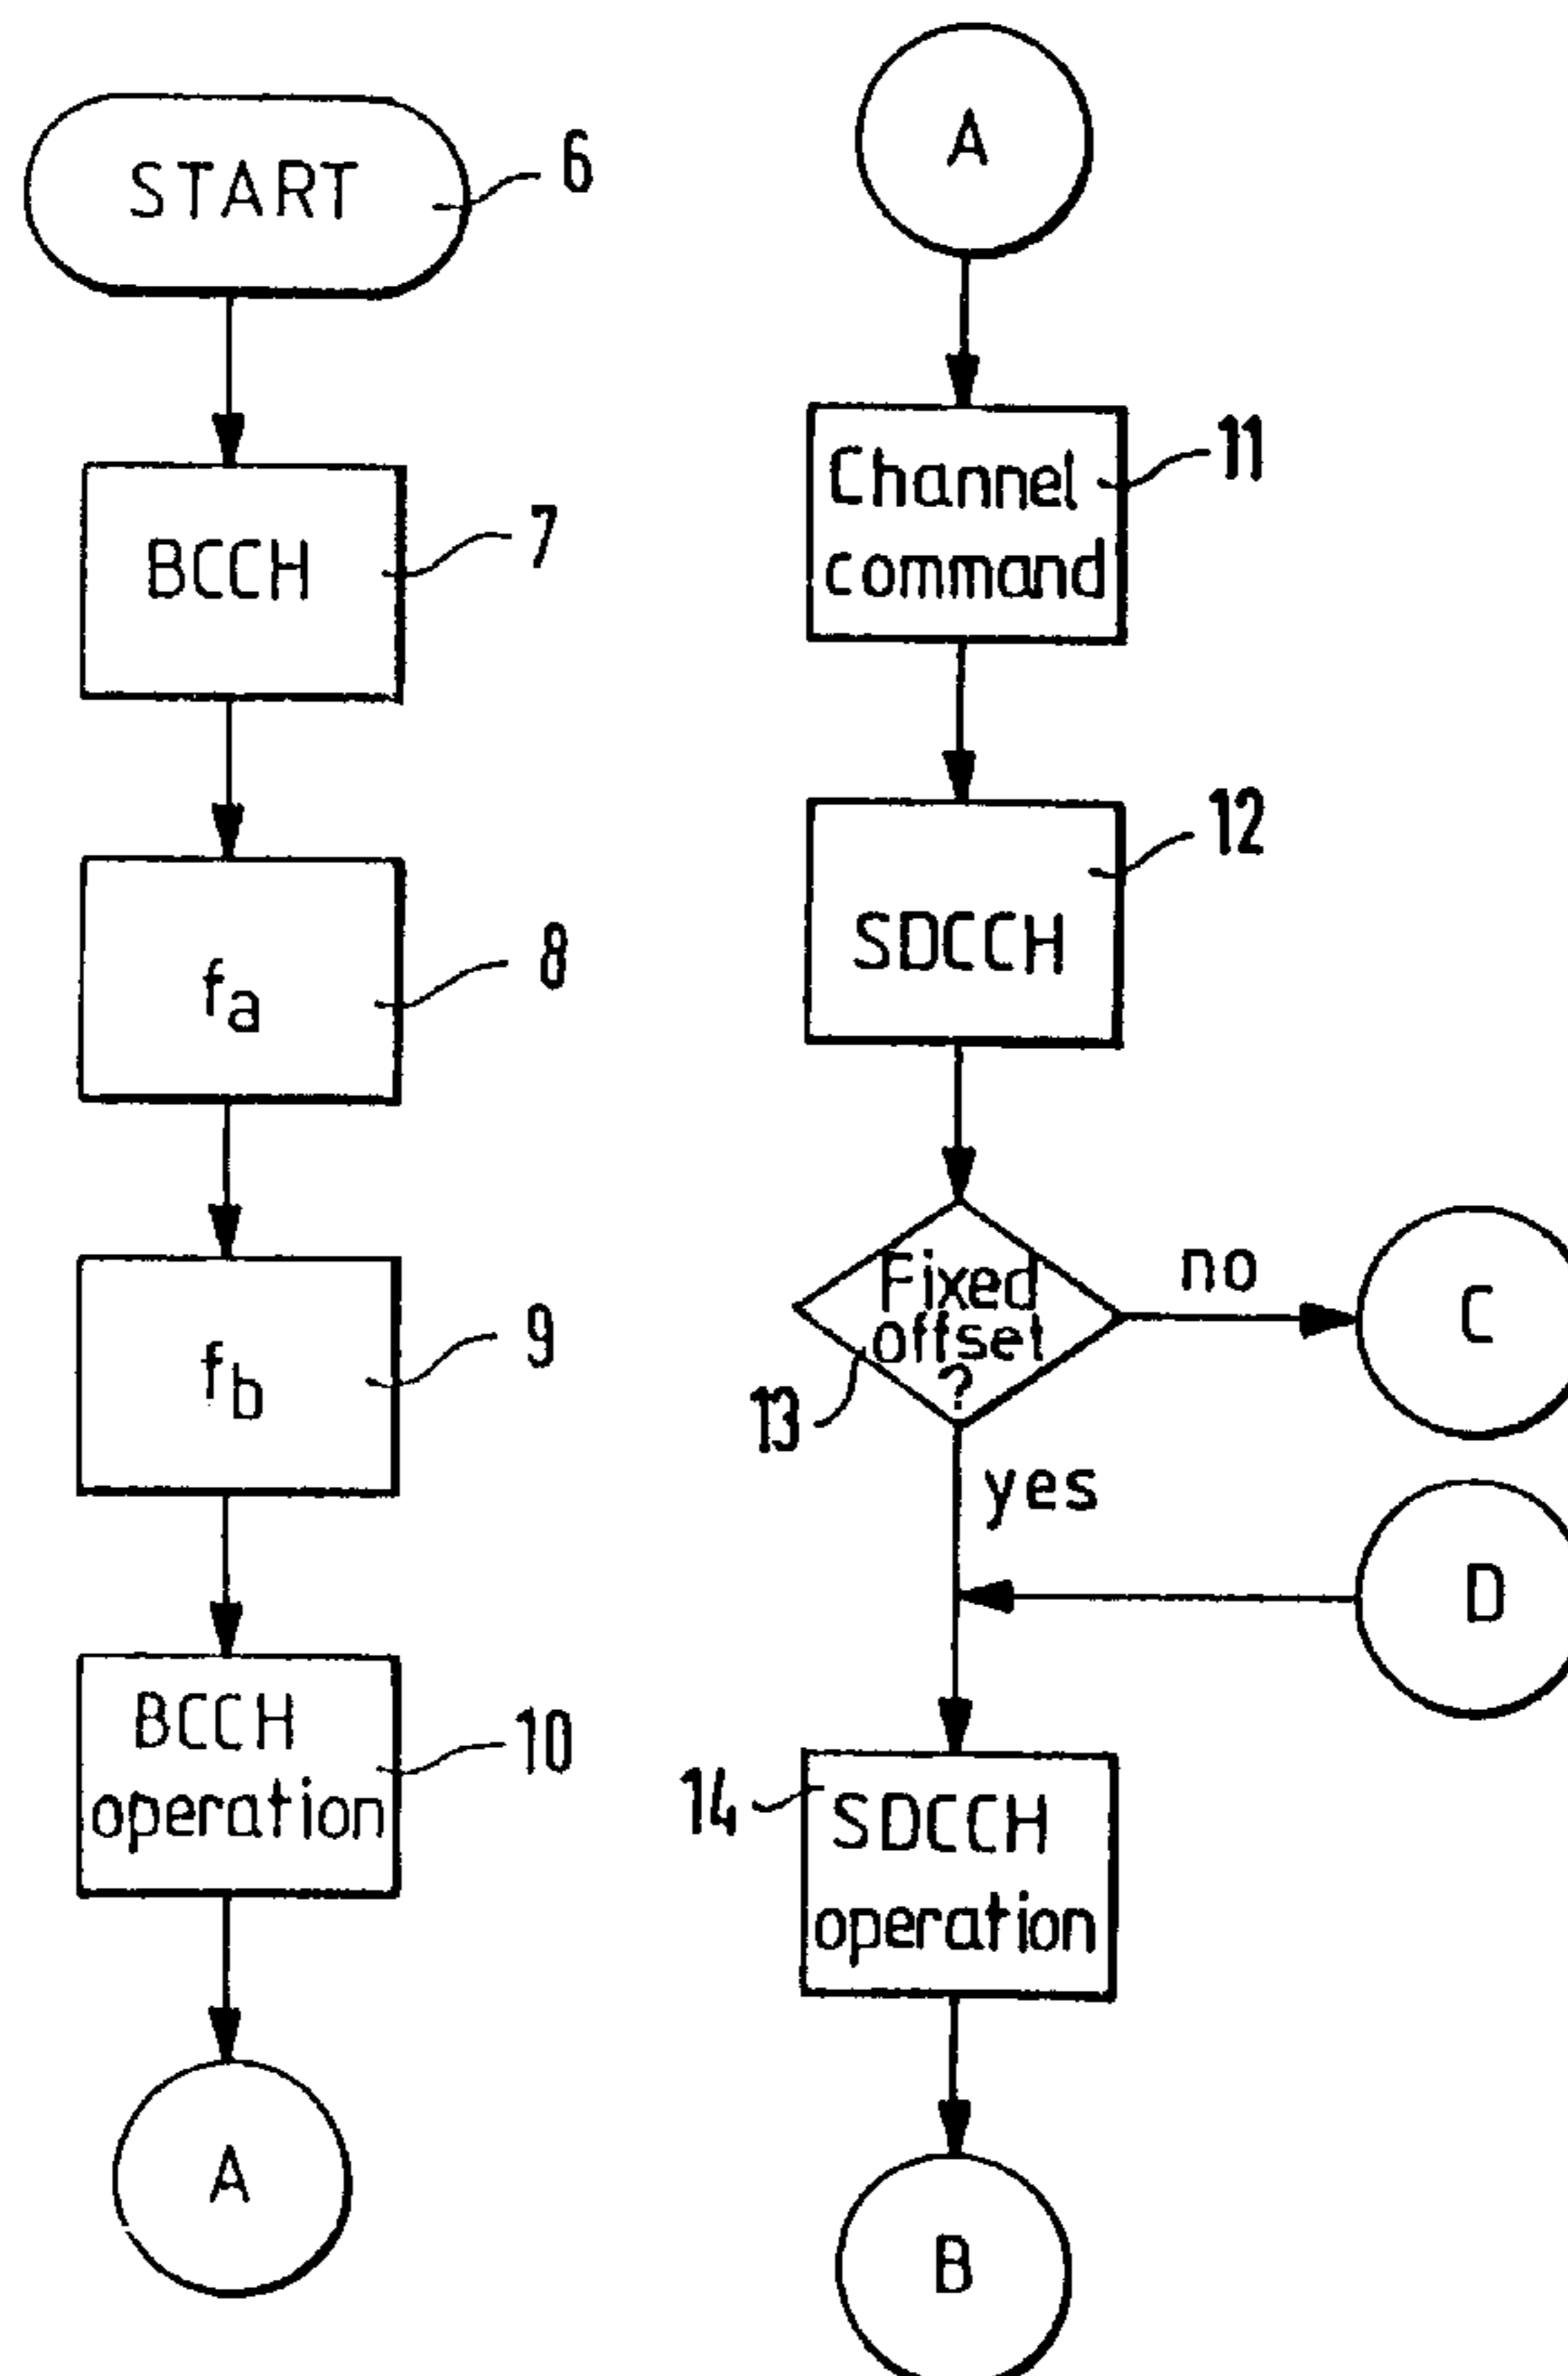 START
6
BCCH
7
fa
8
fb
9
BCCH
operation
10
A
A
Channel
command
11
SDCCH
12
Fixed
offset
?
13
no
C
yes
D
SDCCH
operation
14
B